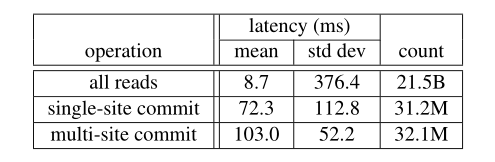 latency (ms)
operation mean std dev count
all reads 8.7 376.4 21.5B
single-site commit 72.3 112.8 31.2M
multi-site commit 103.0 52.2 32.1M